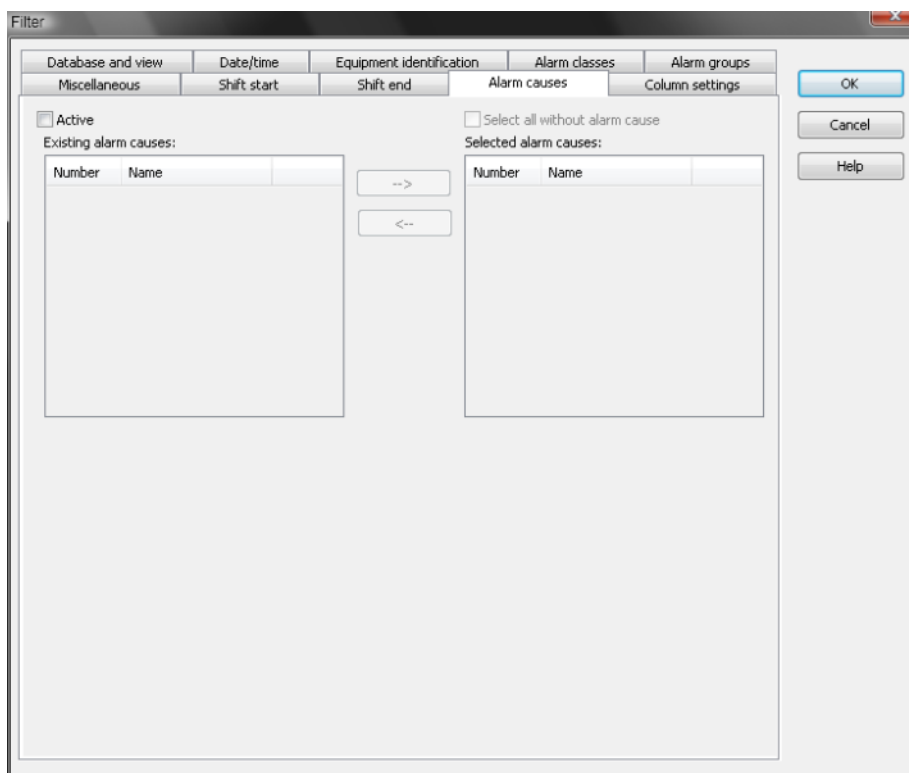 Filter
Database and view Date/time Equipment identification Alarm classes Alarm groups
Miscellaneous Shift start Shift end Alarm causes Column settings
OK
Cancel
Help
Active
Select all without alarm cause
Existing alarm causes:
Selected alarm causes:
Number Name
-->
<--
Number Name